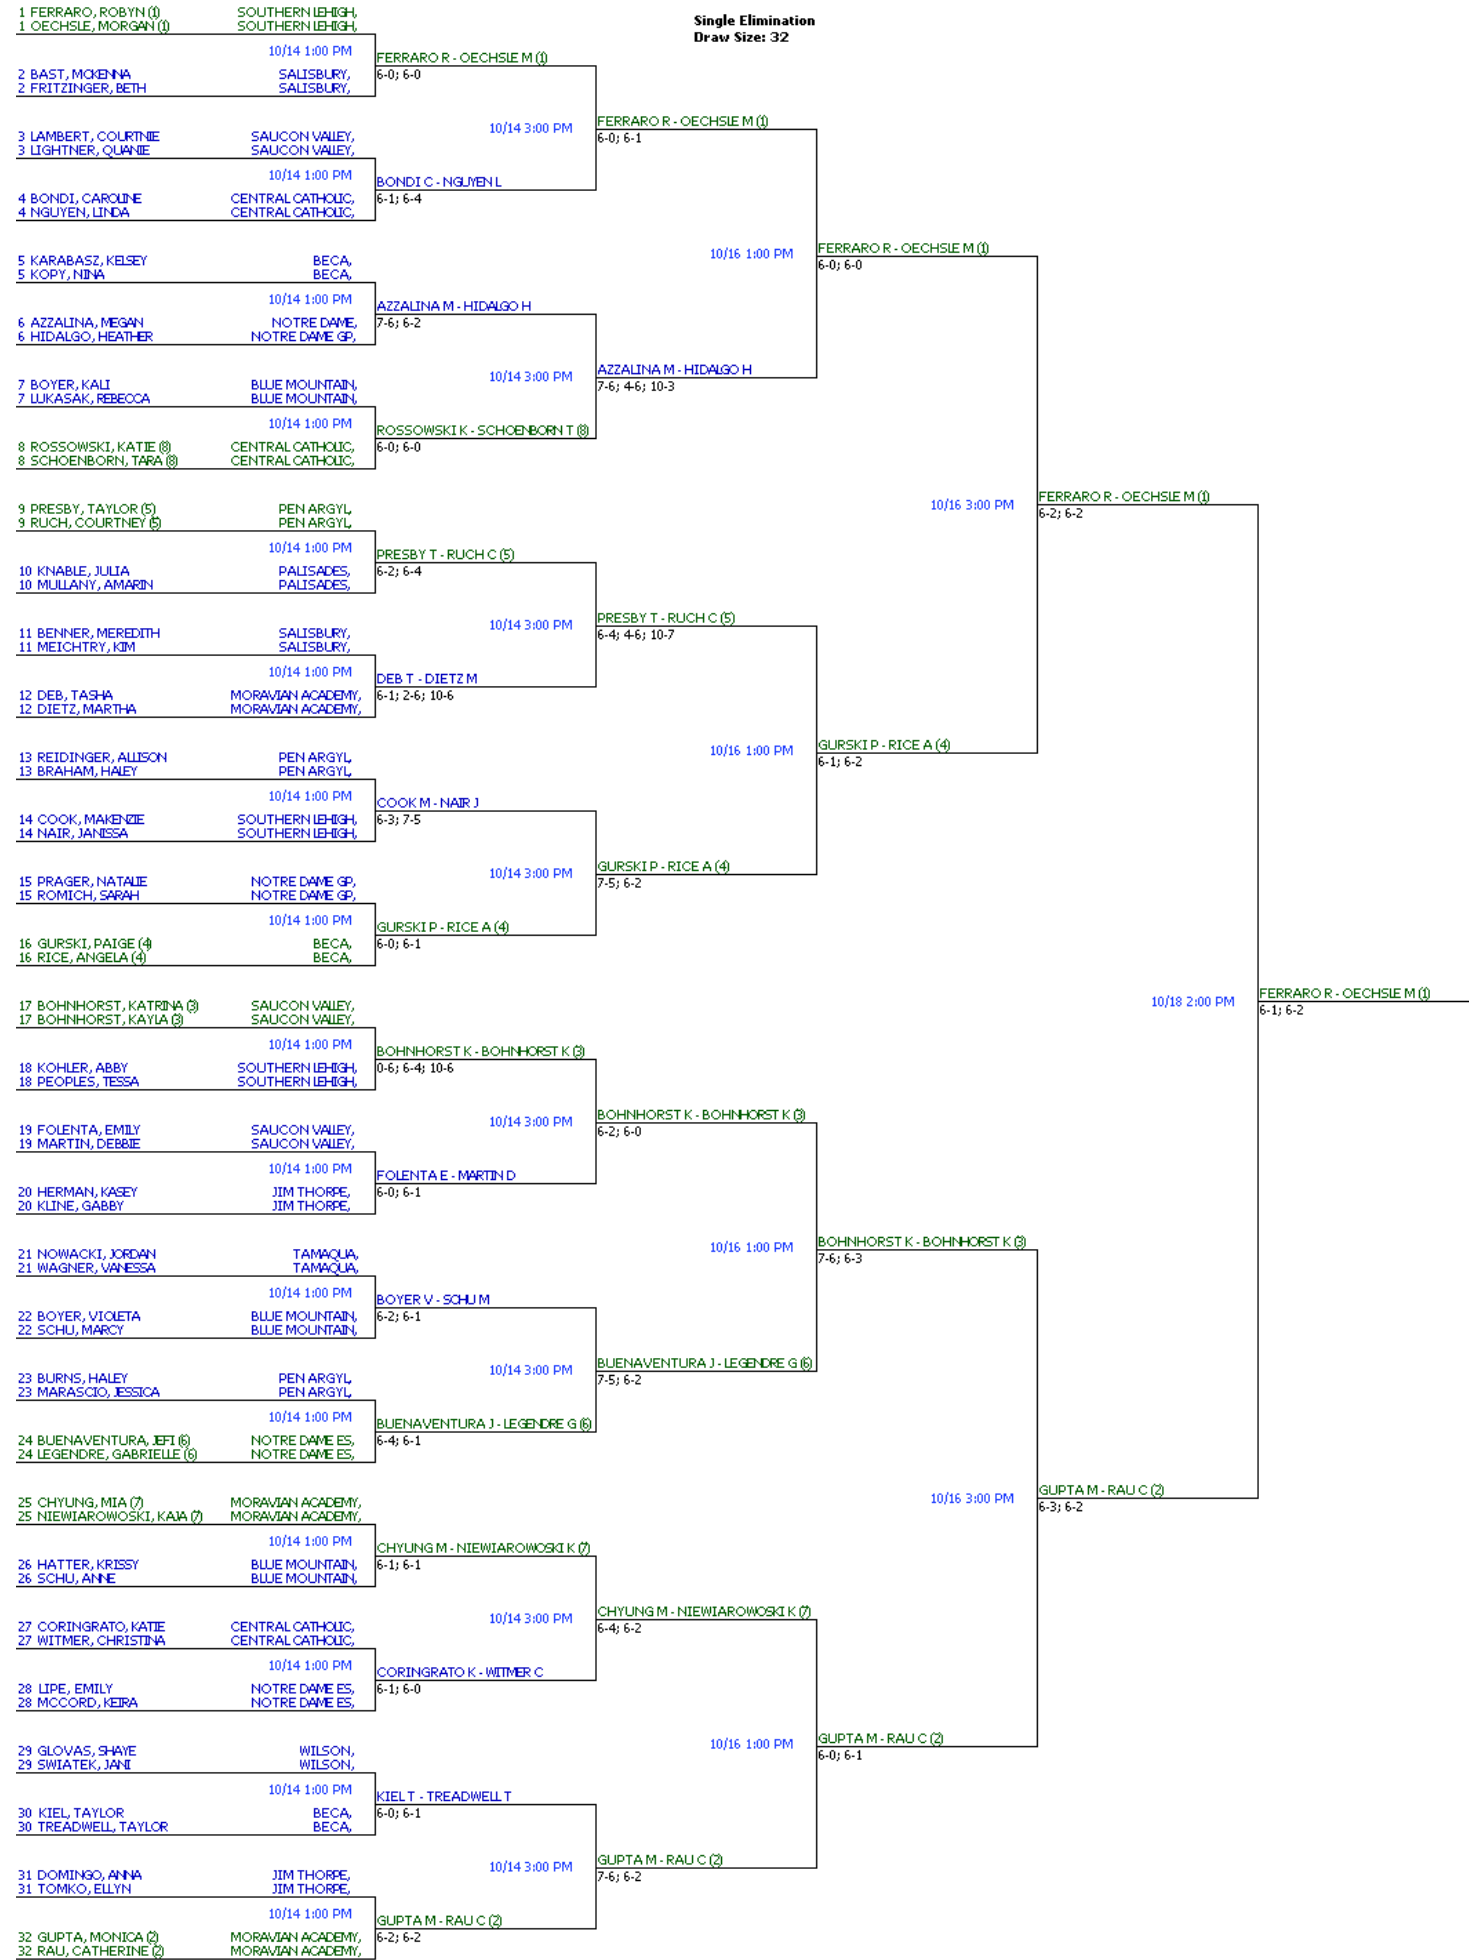 Single Elimination
Draw Size: 32
1 FERRARO, ROBYN (1) SOUTHERN LEHIGH,
1 OECHSLE, MORGAN (1) SOUTHERN LEHIGH,
10/14 1:00 PM
FERRARO R - OECHSLE M (1)
6-0; 6-0
2 BAST, MCKENNA SALISBURY,
2 FRITZINGER, BETH SALISBURY,
10/14 3:00 PM
FERRARO R - OECHSLE M (1)
6-0; 6-1
3 LAMBERT, COURTNIE SAUCON VALLEY,
3 LIGHTNER, QUANIE SAUCON VALLEY,
10/14 1:00 PM
BONDI C - NGUYEN L
6-1; 6-4
4 BONDI, CAROLINE CENTRAL CATHOLIC,
4 NGUYEN, LINDA CENTRAL CATHOLIC,
10/16 1:00 PM
FERRARO R - OECHSLE M (1)
6-0; 6-0
5 KARABASZ, KELSEY BECA,
5 KOPY, NINA BECA,
10/14 1:00 PM
AZZALINA M - HIDALGO H
7-6; 6-2
6 AZZALINA, MEGAN NOTRE DAME,
6 HIDALGO, HEATHER NOTRE DAME GP,
10/14 3:00 PM
AZZALINA M - HIDALGO H
7-6; 4-6; 10-3
7 BOYER, KALI BLUE MOUNTAIN,
7 LUKASAK, REBECCA BLUE MOUNTAIN,
10/14 1:00 PM
ROSSOWSKI K - SCHOENBORN T (8)
6-0; 6-0
8 ROSSOWSKI, KATIE (8) CENTRAL CATHOLIC,
8 SCHOENBORN, TARA (8) CENTRAL CATHOLIC,
10/16 3:00 PM
FERRARO R - OECHSLE M (1)
6-2; 6-2
9 PRESBY, TAYLOR (5) PEN ARGYL,
9 RUCH, COURTNEY (5) PEN ARGYL,
10/14 1:00 PM
PRESBY T - RUCH C (5)
6-2; 6-4
10 KNABLE, JULIA PALISADES,
10 MULLANY, AMARIN PALISADES,
10/14 3:00 PM
PRESBY T - RUCH C (5)
6-4; 4-6; 10-7
11 BENNER, MEREDITH SALISBURY,
11 MEICHTRY, KIM SALISBURY,
10/14 1:00 PM
DEB T - DIETZ M
6-1; 2-6; 10-6
12 DEB, TASHA MORAVIAN ACADEMY,
12 DIETZ, MARTHA MORAVIAN ACADEMY,
10/16 1:00 PM
GURSKI P - RICE A (4)
6-1; 6-2
13 REIDINGER, ALLISON PEN ARGYL,
13 BRAHAM, HALEY PEN ARGYL,
10/14 1:00 PM
COOK M - NAIR J
6-3; 7-5
14 COOK, MAKENZIE SOUTHERN LEHIGH,
14 NAIR, JANISSA SOUTHERN LEHIGH,
10/14 3:00 PM
GURSKI P - RICE A (4)
7-5; 6-2
15 PRAGER, NATALIE NOTRE DAME GP,
15 ROMICH, SARAH NOTRE DAME GP,
10/14 1:00 PM
GURSKI P - RICE A (4)
6-0; 6-1
16 GURSKI, PAIGE (4) BECA,
16 RICE, ANGELA (4) BECA,
10/18 2:00 PM
FERRARO R - OECHSLE M (1)
6-1; 6-2
17 BOHNHORST, KATRINA (3) SAUCON VALLEY,
17 BOHNHORST, KAYLA (3) SAUCON VALLEY,
10/14 1:00 PM
BOHNHORST K - BOHNHORST K (3)
0-6; 6-4; 10-6
18 KOHLER, ABBY SOUTHERN LEHIGH,
18 PEOPLES, TESSA SOUTHERN LEHIGH,
10/14 3:00 PM
BOHNHORST K - BOHNHORST K (3)
6-2; 6-0
19 FOLENTA, EMILY SAUCON VALLEY,
19 MARTIN, DEBBIE SAUCON VALLEY,
10/14 1:00 PM
FOLENTA E - MARTIN D
6-0; 6-1
20 HERMAN, KASEY JIM THORPE,
20 KLINE, GABBY JIM THORPE,
10/16 1:00 PM
BOHNHORST K - BOHNHORST K (3)
7-6; 6-3
21 NOWACKI, JORDAN TAMAQUA,
21 WAGNER, VANESSA TAMAQUA,
10/14 1:00 PM
BOYER V - SCHU M
6-2; 6-1
22 BOYER, VIOLETA BLUE MOUNTAIN,
22 SCHU, MARCY BLUE MOUNTAIN,
10/14 3:00 PM
BUENAVENTURA J - LEGENDRE G (6)
7-5; 6-2
23 BURNS, HALEY PEN ARGYL,
23 MARASCIO, JESSICA PEN ARGYL,
10/14 1:00 PM
BUENAVENTURA J - LEGENDRE G (6)
6-4; 6-1
24 BUENAVENTURA, JEFI (6) NOTRE DAME ES,
24 LEGENDRE, GABRIELLE (6) NOTRE DAME ES,
10/16 3:00 PM
GUPTA M - RAU C (2)
6-3; 6-2
25 CHYUNG, MIA (7) MORAVIAN ACADEMY,
25 NIEWIAROWOSKI, KAJA (7) MORAVIAN ACADEMY,
10/14 1:00 PM
CHYUNG M - NIEWIAROWOSKI K (7)
6-1; 6-1
26 HATTER, KRISSY BLUE MOUNTAIN,
26 SCHU, ANNE BLUE MOUNTAIN,
10/14 3:00 PM
CHYUNG M - NIEWIAROWOSKI K (7)
6-4; 6-2
27 CORINGRATO, KATIE CENTRAL CATHOLIC,
27 WITMER, CHRISTINA CENTRAL CATHOLIC,
10/14 1:00 PM
CORINGRATO K - WITMER C
6-1; 6-0
28 LIPE, EMILY NOTRE DAME ES,
28 MCCORD, KEIRA NOTRE DAME ES,
10/16 1:00 PM
GUPTA M - RAU C (2)
6-0; 6-1
29 GLOVAS, SHAYE WILSON,
29 SWIATEK, JANI WILSON,
10/14 1:00 PM
KIEL T - TREADWELL T
6-0; 6-1
30 KIEL, TAYLOR BECA,
30 TREADWELL, TAYLOR BECA,
10/14 3:00 PM
GUPTA M - RAU C (2)
7-6; 6-2
31 DOMINGO, ANNA JIM THORPE,
31 TOMKO, ELLYN JIM THORPE,
10/14 1:00 PM
GUPTA M - RAU C (2)
6-2; 6-2
32 GUPTA, MONICA (2) MORAVIAN ACADEMY,
32 RAU, CATHERINE (2) MORAVIAN ACADEMY,